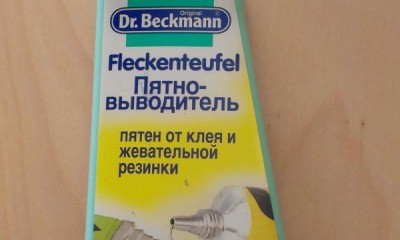 Original
Dr. Beckmann®
Fleckenteufel
Пятно-
выводитель
пятен от клея и
жевательной
резинки